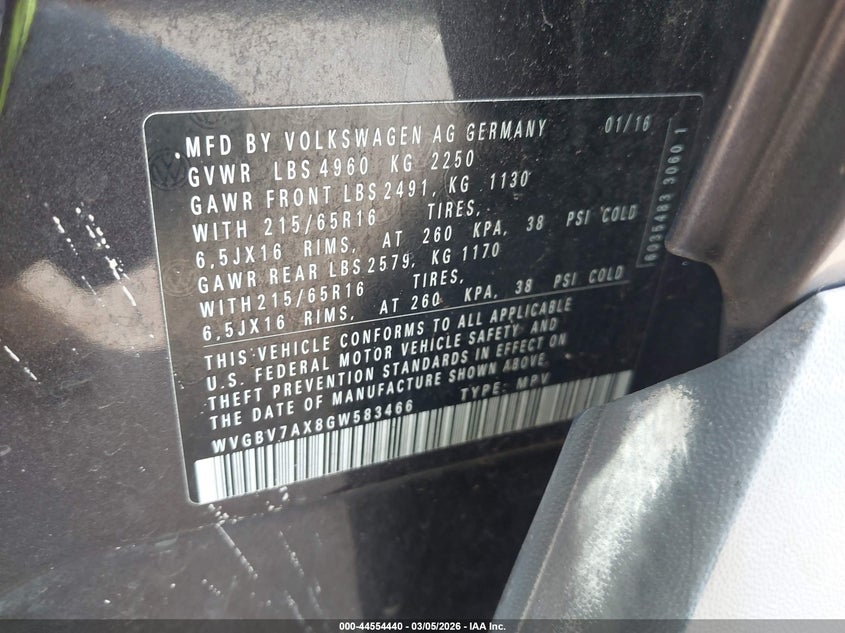 MFD BY VOLKSWAGEN AG GERMANY 01/16
GVWR LBS 4960 KG 2250
GAWR FRONT LBS 2491, KG 1130
WITH 215/65R16 TIRES,
6,5JX16 RIMS, AT 260 KPA, 38 PSI COLD
GAWR REAR LBS 2579, KG 1170
WITH 215/65R16 TIRES,
6,5JX16 RIMS, AT 260 KPA, 38 PSI COLD
THIS VEHICLE CONFORMS TO ALL APPLICABLE
U.S. FEDERAL MOTOR VEHICLE SAFETY AND
THEFT PREVENTION STANDARDS IN EFFECT ON
THE DATE OF MANUFACTURE SHOWN ABOVE.
WVGBV7AX8GW583466 TYPE: MPV
6035483 3060 1
000-44554440 - 03/05/2026 - © IAA Inc.